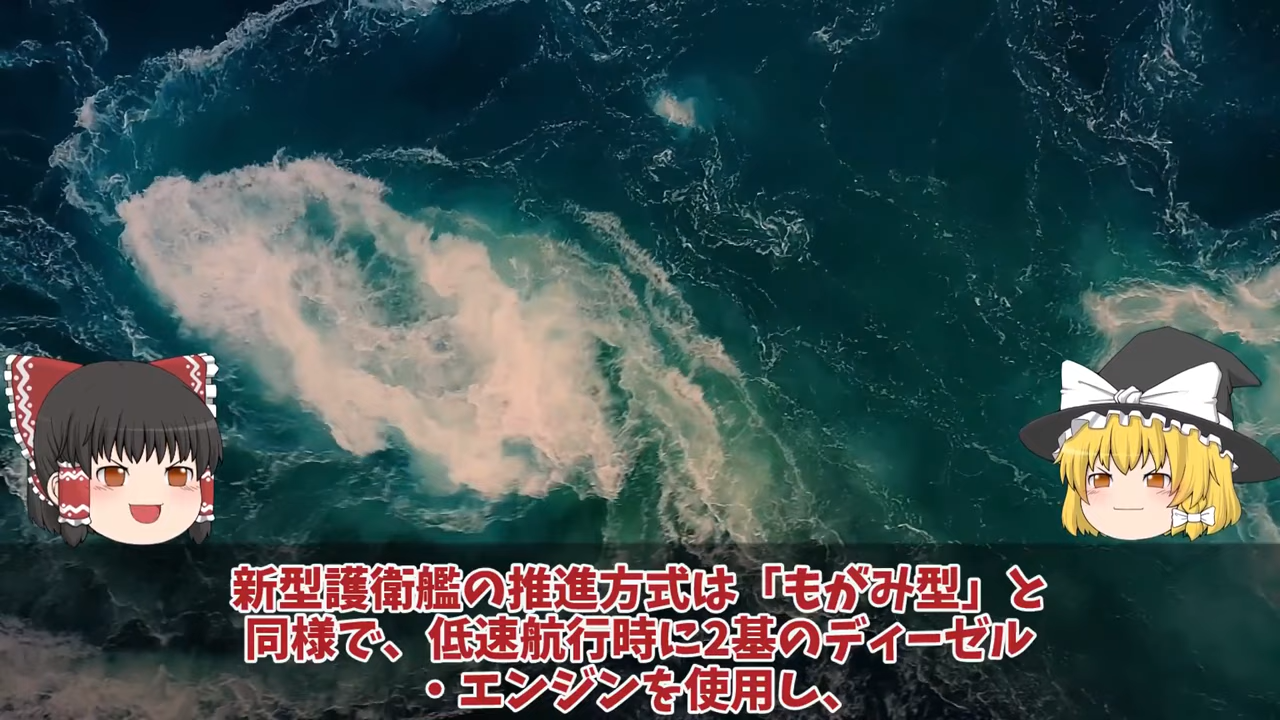 新型護衛艦の推進方式は「もがみ型」と
同様で、低速航行時に2基のディーゼル
・エンジンを使用し、